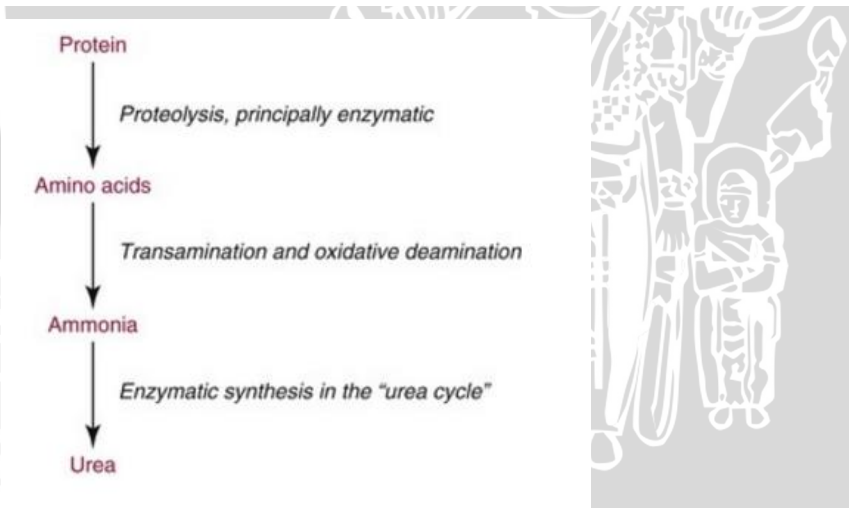 Protein
Proteolysis, principally enzymatic
Amino acids
Transamination and oxidative deamination
Ammonia
Enzymatic synthesis in the “urea cycle”
Urea